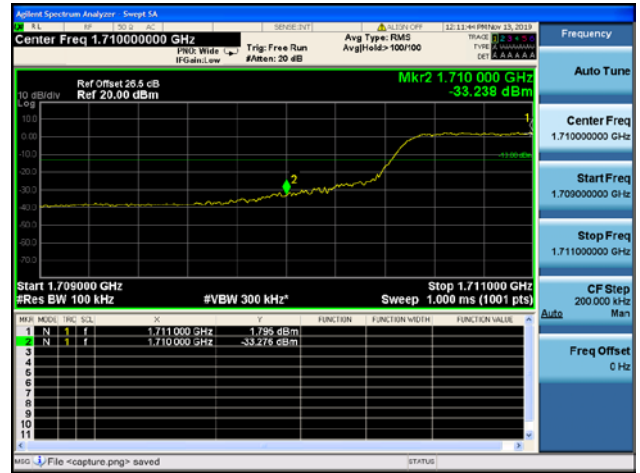 Agilent Spectrum Analyzer - Swept SA
RL RF 50 Ω AC SENSE:INT ALIGN OFF 12:11:44 PM Nov 13, 2019
Center Freq 1.710000000 GHz
PNO: Wide
IFGain:Low
Trig: Free Run
#Atten: 20 dB
Avg Type: RMS
Avg|Hold:> 100/100
TRACE 1 2 3 4 5 6
TYPE
DET A A A A A A
Frequency
Auto Tune
Center Freq
1.710000000 GHz
Start Freq
1.709000000 GHz
Stop Freq
1.711000000 GHz
CF Step
200.000 kHz
Auto Man
Freq Offset
0 Hz
Mkr2 1.710 000 GHz
-33.238 dBm
Ref Offset 26.5 dB
10 dB/div Ref 20.00 dBm
Log
10.0
0.00
-10.0
-20.0
-30.0
-40.0
-50.0
-60.0
-70.0
1
2
-13.00 dBm
Start 1.709000 GHz Stop 1.711000 GHz
#Res BW 100 kHz #VBW 300 kHz* Sweep 1.000 ms (1001 pts)
MKR MODE TRC SCL X Y FUNCTION FUNCTION WIDTH FUNCTION VALUE
1 N 1 f 1.711 000 GHz 1.795 dBm
2 N 1 f 1.710 000 GHz -33.276 dBm
3
4
5
6
7
8
9
10
11
MSG File <capture.png> saved STATUS